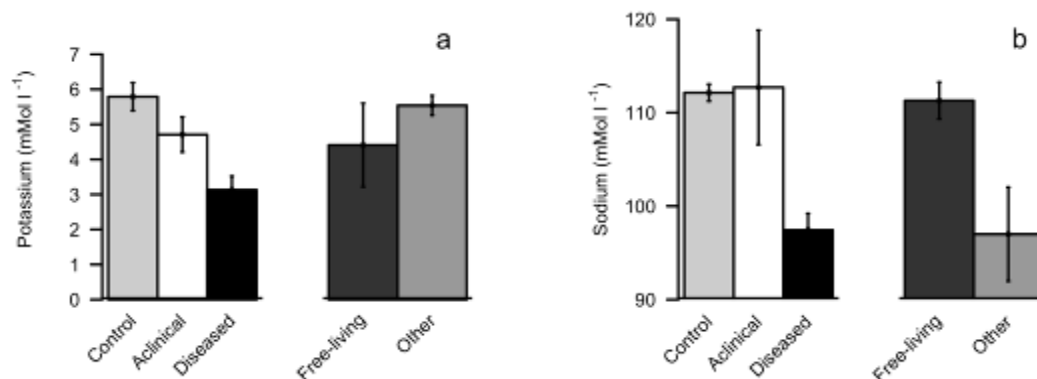 a
Potassium (mMol l⁻¹)
7
6
5
4
3
2
1
0
Control
Aclinical
Diseased
Free-living
Other
b
Sodium (mMol l⁻¹)
120
110
100
90
Control
Aclinical
Diseased
Free-living
Other